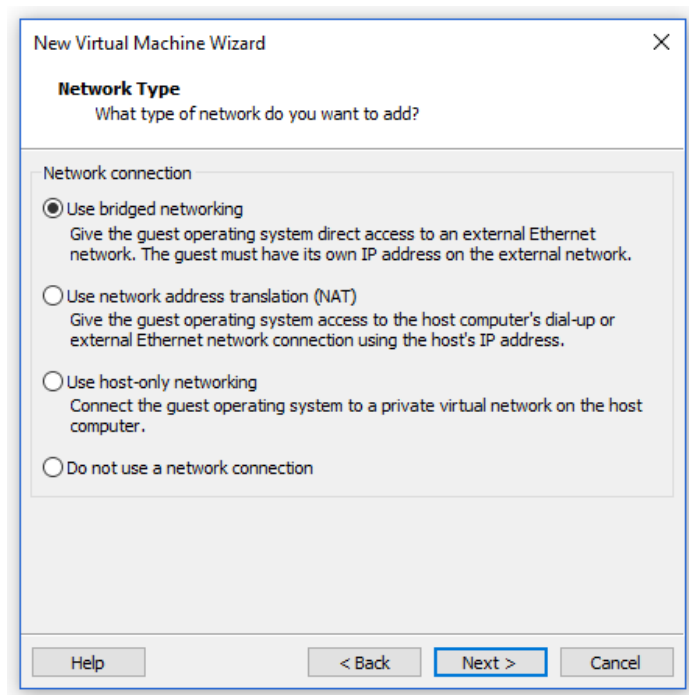 New Virtual Machine Wizard
Network Type
What type of network do you want to add?
Network connection
Use bridged networking
Give the guest operating system direct access to an external Ethernet
network. The guest must have its own IP address on the external network.
Use network address translation (NAT)
Give the guest operating system access to the host computer's dial-up or
external Ethernet network connection using the host's IP address.
Use host-only networking
Connect the guest operating system to a private virtual network on the host
computer.
Do not use a network connection
Help < Back Next > Cancel